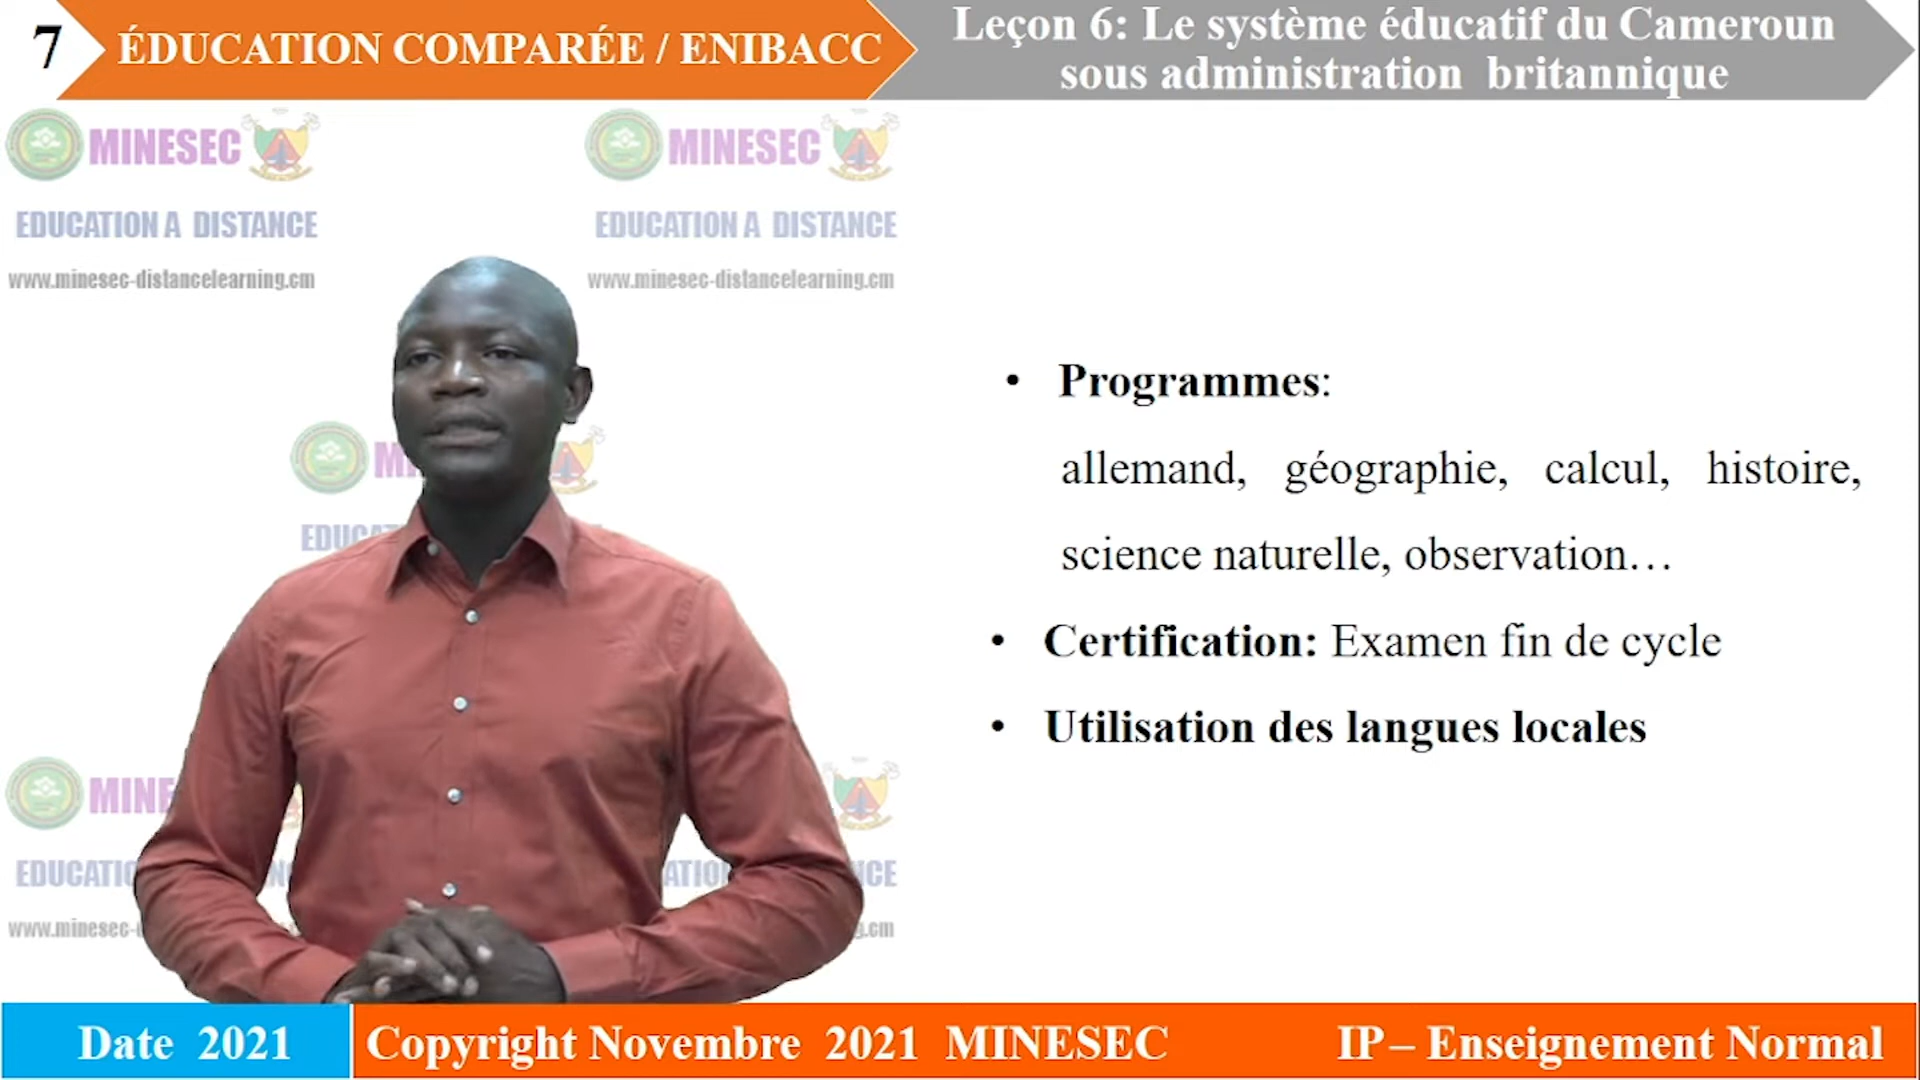 7
ÉDUCATION COMPARÉE / ENIBACC
Leçon 6: Le système éducatif du Cameroun
sous administration britannique
MINESEC
EDUCATION A DISTANCE
www.minesec-distancelearning.cm
MINESEC
EDUCATION A DISTANCE
www.minesec-distancelearning.cm
• Programmes:
allemand, géographie, calcul, histoire,
science naturelle, observation…
• Certification: Examen fin de cycle
• Utilisation des langues locales
Date 2021
Copyright Novembre 2021 MINESEC
IP – Enseignement Normal